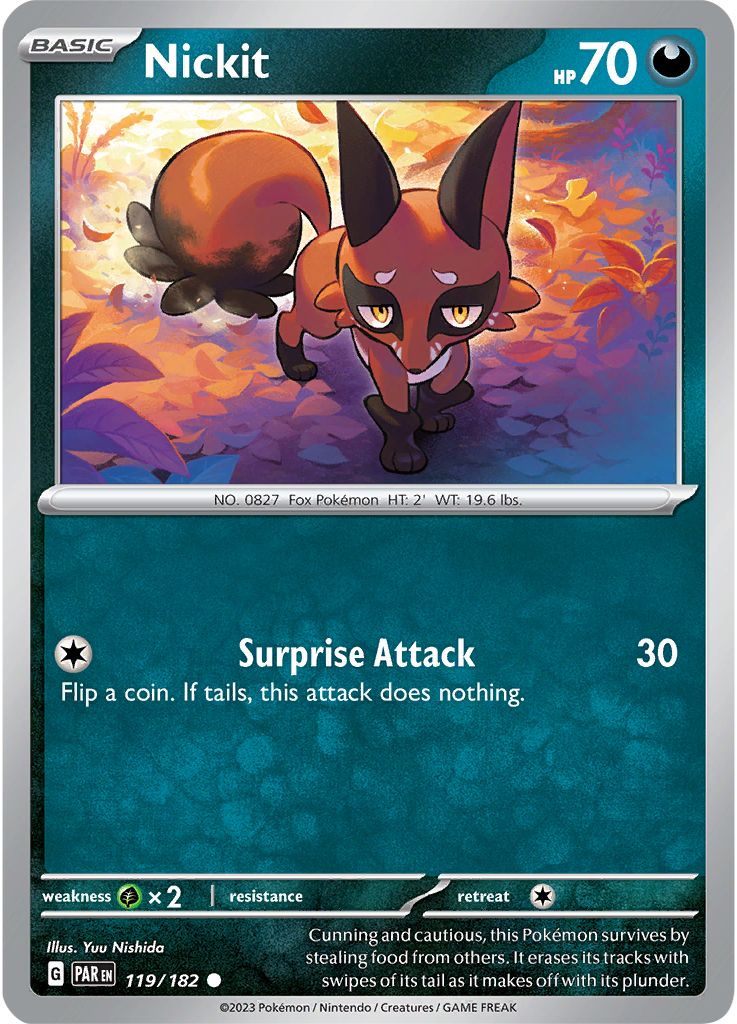 BASIC
Nickit
HP 70
NO. 0827 Fox Pokémon HT: 2' WT: 19.6 lbs.
Surprise Attack 30
Flip a coin. If tails, this attack does nothing.
weakness ×2 resistance retreat
Illus. Yuu Nishida
Cunning and cautious, this Pokémon survives by
stealing food from others. It erases its tracks with
swipes of its tail as it makes off with its plunder.
G PAR EN 119/182
©2023 Pokémon / Nintendo / Creatures / GAME FREAK